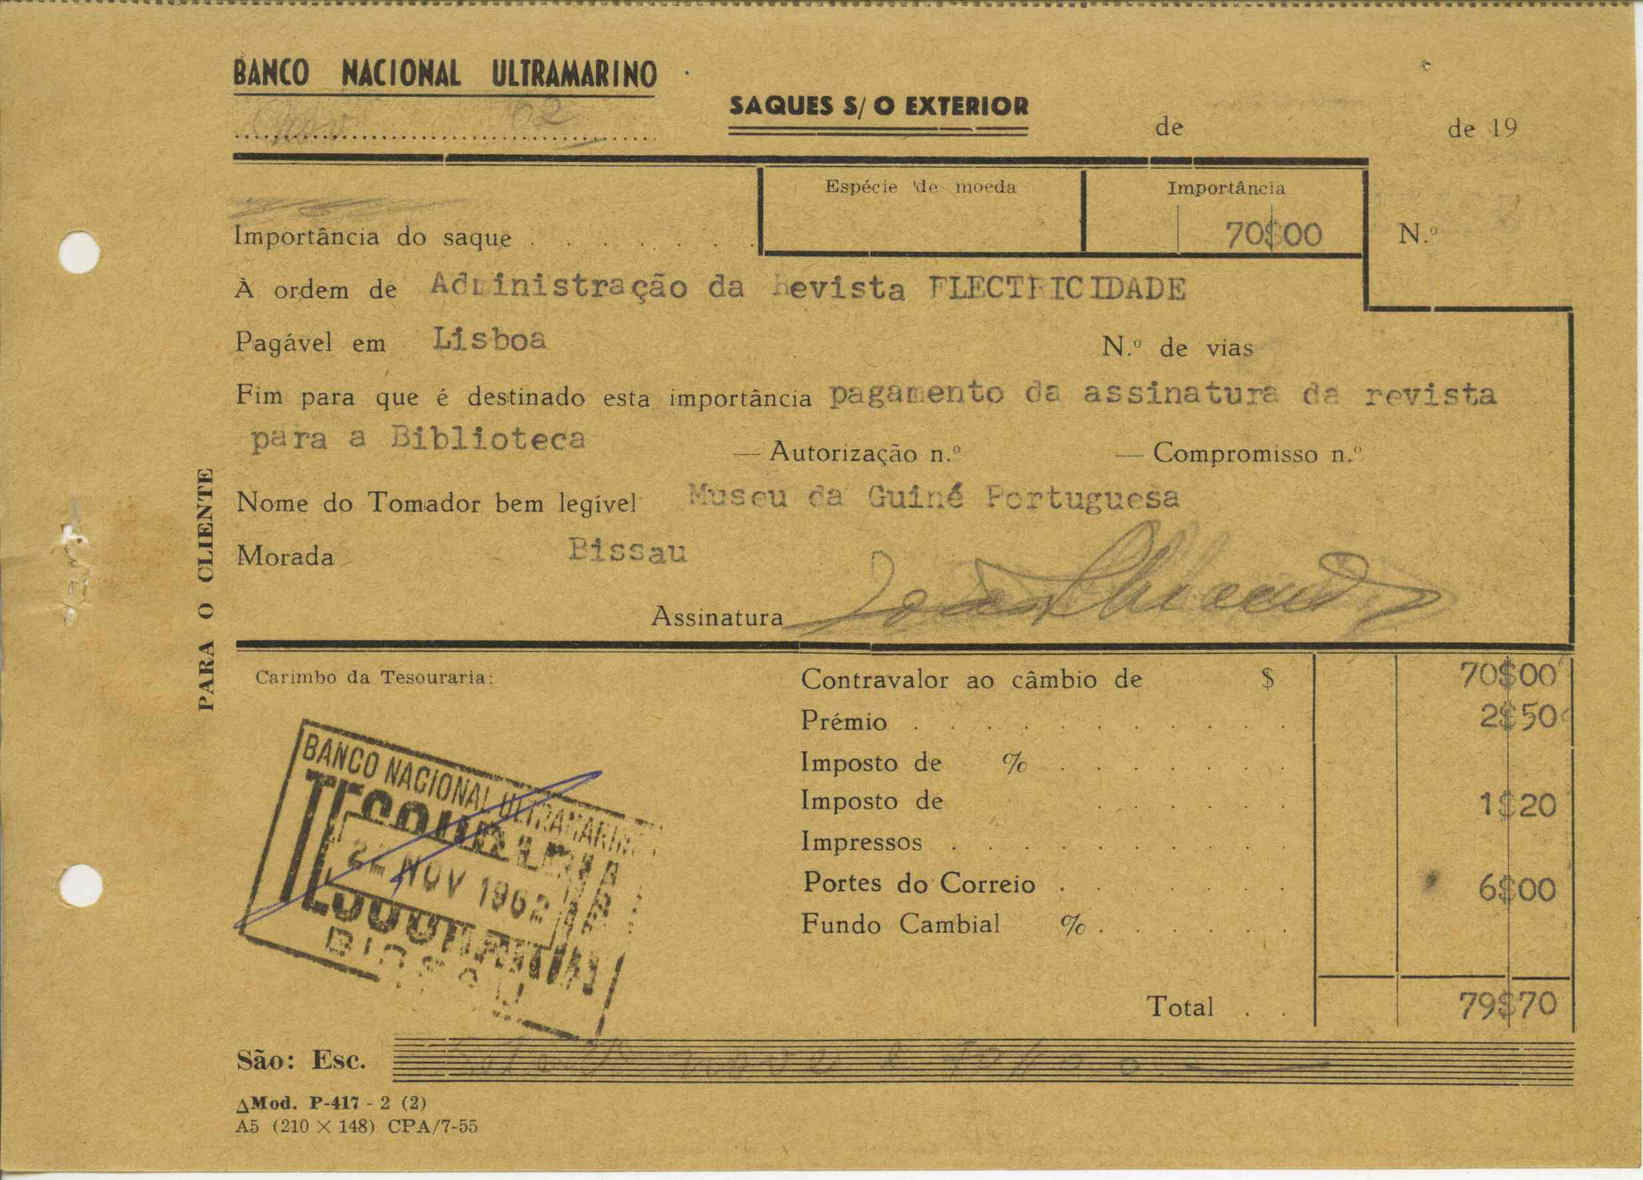 BANCO NACIONAL ULTRAMARINO
SAQUES S/ O EXTERIOR
62
de de 19
Espécie de moeda
Importância
Importância do saque
70$00
N.º
À ordem de Administração da Revista ELECTRICIDADE
Pagável em Lisboa
N.º de vias
Fim para que é destinado esta importância pagamento da assinatura da revista
para a Biblioteca
— Autorização n.º — Compromisso n.º
Nome do Tomador bem legível Museu da Guiné Portuguesa
Morada Bissau
Assinatura
PARA O CLIENTE
Carimbo da Tesouraria:
BANCO NACIONAL ULTRAMARINO
TESOURARIA
NOV 1962
BISSAU
Contravalor ao câmbio de $ 70$00
Prémio 2$50
Imposto de %
Imposto de 1$20
Impressos
Portes do Correio 6$00
Fundo Cambial %
Total 79$70
São: Esc. nove e
△Mod. P-417 - 2 (2)
A5 (210 × 148) CPA/7-55